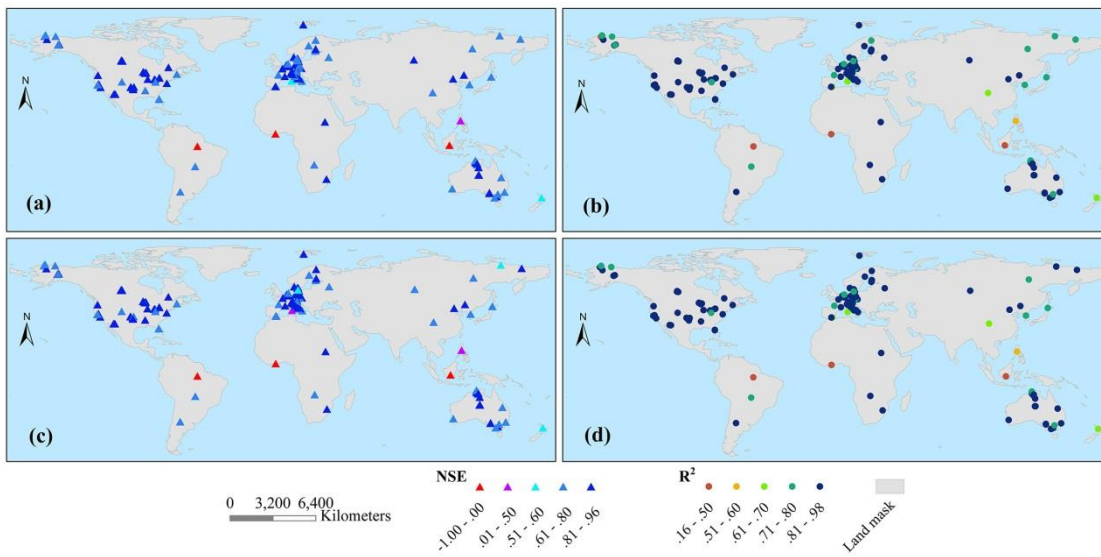 N
(a)
(b)
N
(c)
(d)
NSE
-1.00 - .00
.01 - .50
.51 - .60
.61 - .80
.81 - .96
R²
.16 - .50
.51 - .60
.61 - .70
.71 - .80
.81 - .98
Land mask
0 3,200 6,400
Kilometers